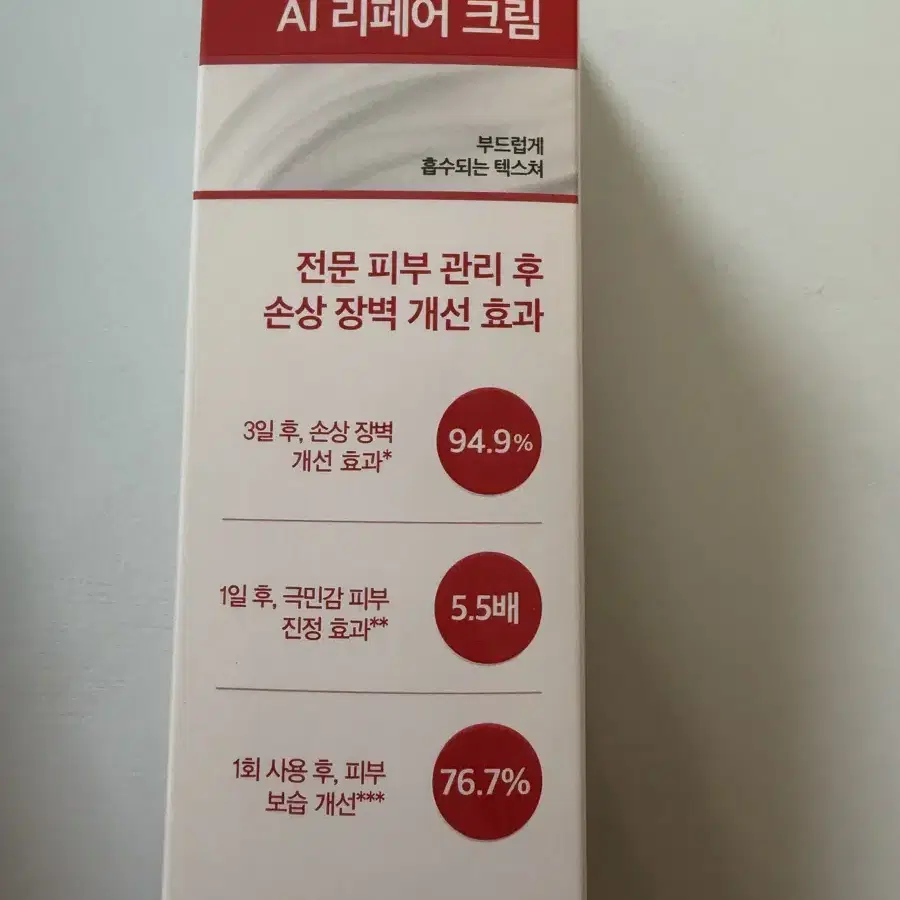 AI 리페어 크림
부드럽게
흡수되는 텍스쳐
전문 피부 관리 후
손상 장벽 개선 효과
3일 후, 손상 장벽
개선 효과*
94.9%
1일 후, 극민감 피부
진정 효과**
5.5배
1회 사용 후, 피부
보습 개선***
76.7%